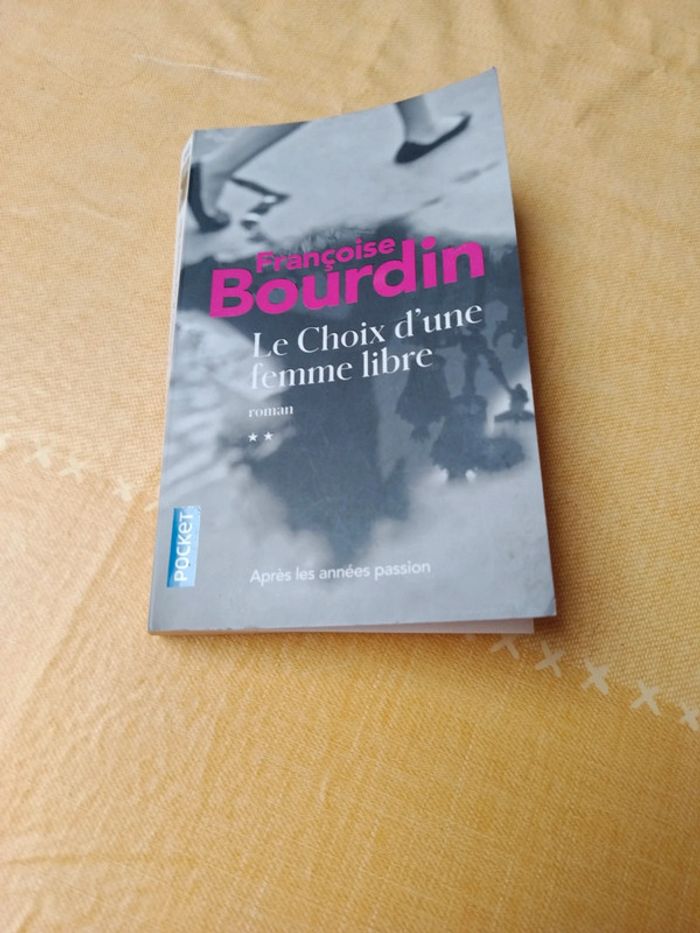 Françoise
Bourdin
Le Choix d'une
femme libre
roman
★★
Après les années passion
POCKET